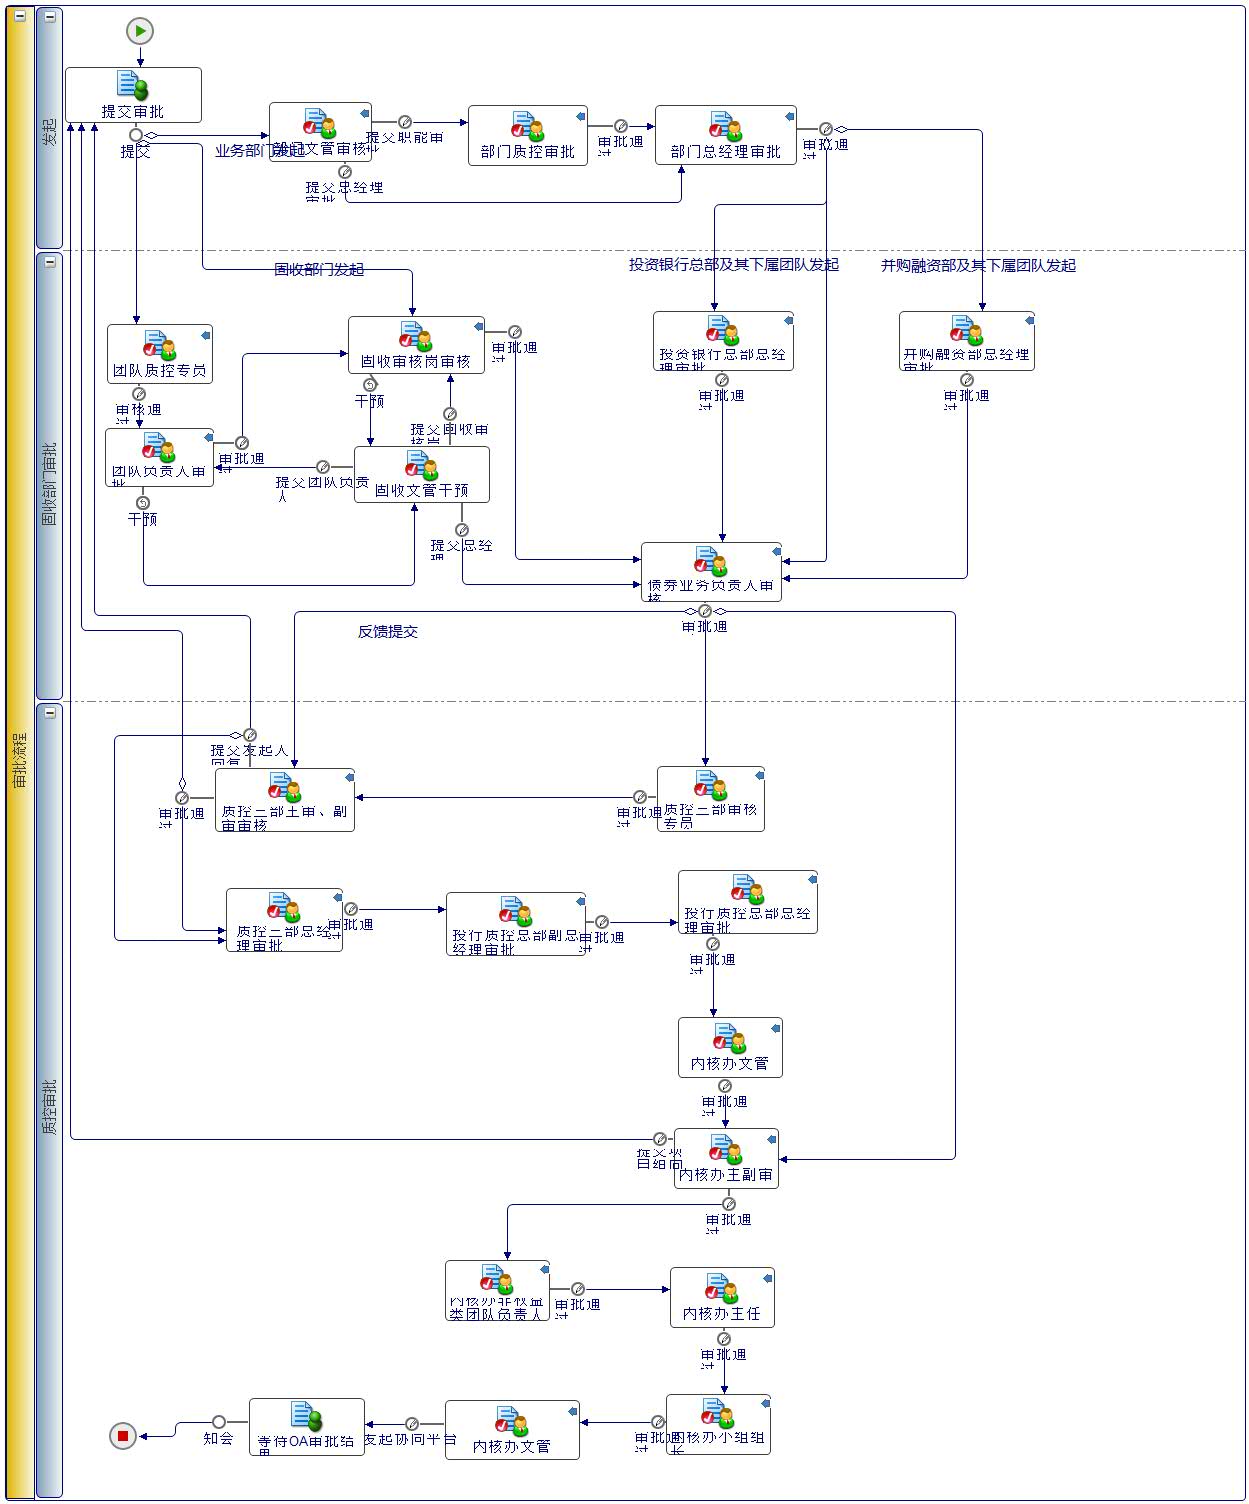 审批流程
发起
提交审批
提交
业务部门发起
部门文管审核
提交职能审
部门质控审批
审批通
部门总经理审批
审批通
提交总经理
审批
固收部门审批
固收部门发起
投资银行总部及其下属团队发起
并购融资部及其下属团队发起
团队质控专员
审核通
固收审核岗审核
审批通
投资银行总部总经
理审批
审批通
并购融资部总经理
审批
审批通
干预
提交固收审
核岗
团队负责人审
批
审批通
提交团队负责
人
固收文管干预
干预
提交总经
理
债券业务负责人审
核
审批通
反馈提交
质控审批
提交发起人
回复
质控二部主审、副
审审核
审批通
质控二部审核
专员
审批通
质控二部总经
理审批
审批通
投行质控总部副总
经理审批
审批通
投行质控总部总经
理审批
审批通
内核办文管
审批通
内核办主副审
提交项
目组问
审批通
内核办非权益
类团队负责人
审批通
内核办主任
审批通
内核办小组组
长
审批通
内核办文管
发起协同平台
等待OA审批结
果
知会